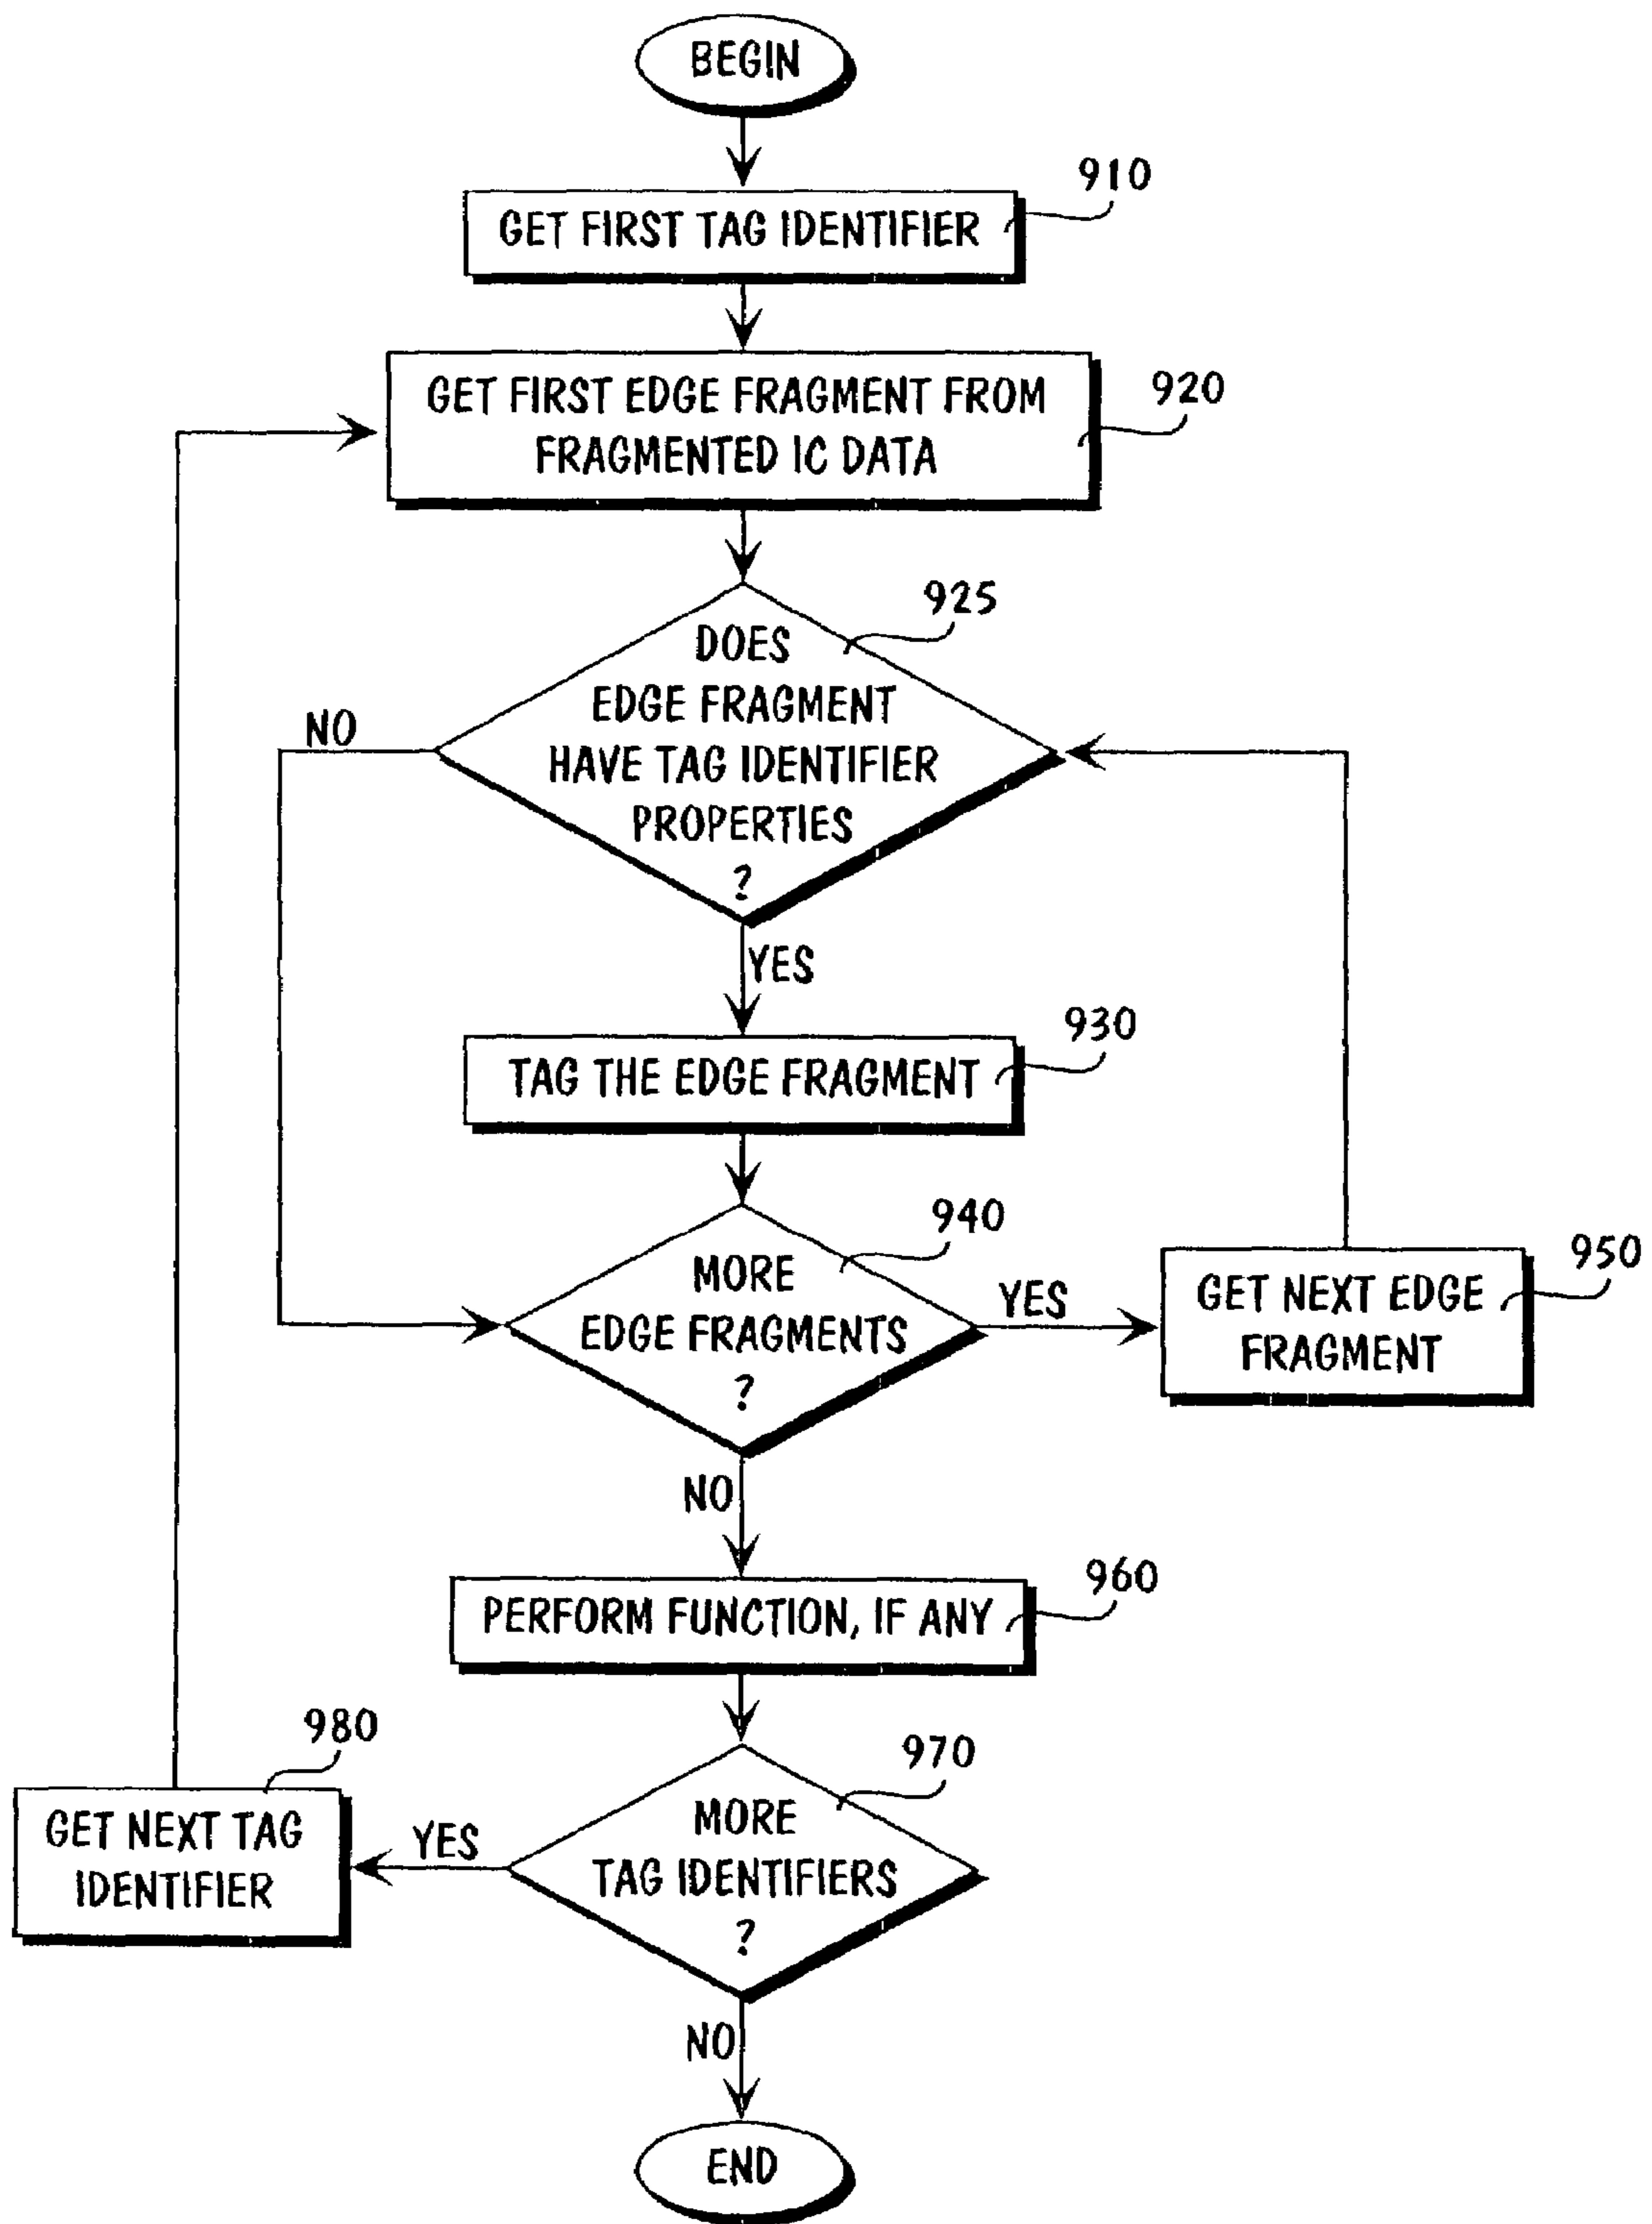 BEGIN
910
GET FIRST TAG IDENTIFIER
920
GET FIRST EDGE FRAGMENT FROM
FRAGMENTED IC DATA
925
DOES
EDGE FRAGMENT
HAVE TAG IDENTIFIER
PROPERTIES
?
NO
YES
930
TAG THE EDGE FRAGMENT
940
MORE
EDGE FRAGMENTS
?
YES
950
GET NEXT EDGE
FRAGMENT
NO
960
PERFORM FUNCTION, IF ANY
970
MORE
TAG IDENTIFIERS
?
YES
980
GET NEXT TAG
IDENTIFIER
NO
END